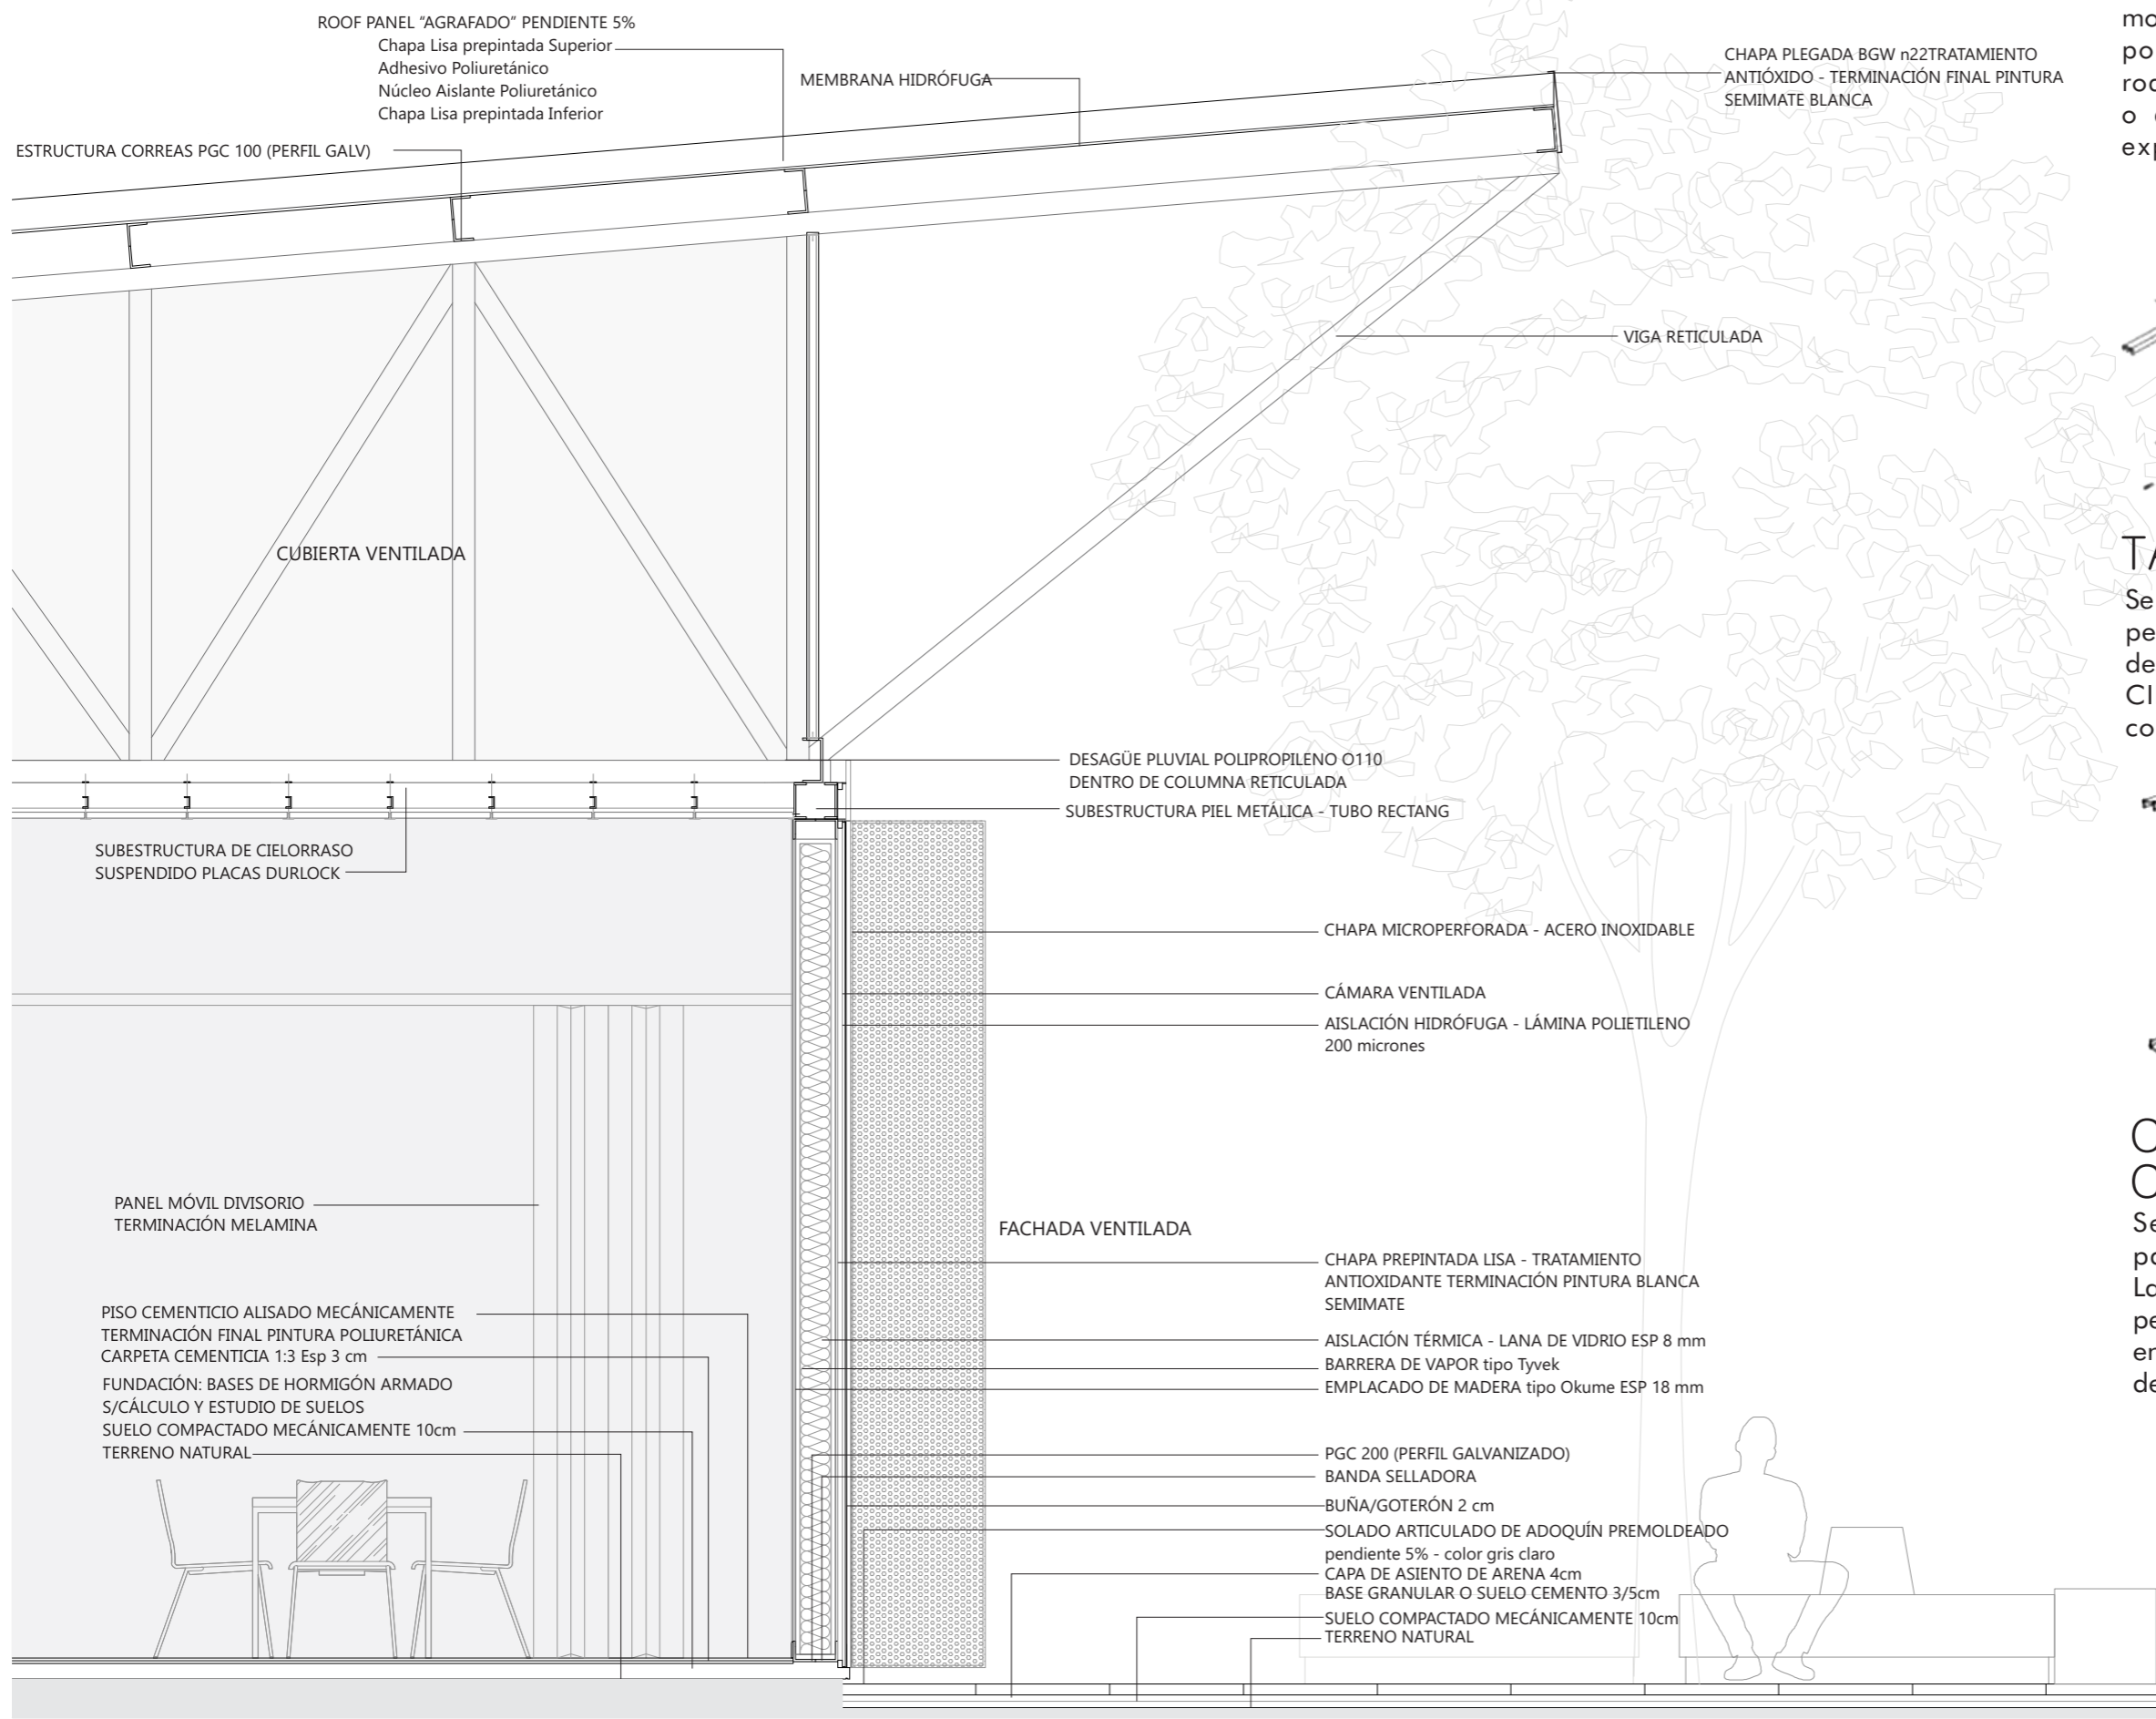 ROOF PANEL “AGRAFADO” PENDIENTE 5%
Chapa Lisa prepintada Superior
Adhesivo Poliuretánico
Núcleo Aislante Poliuretánico
Chapa Lisa prepintada Inferior
MEMBRANA HIDRÓFUGA
CHAPA PLEGADA BGW n22TRATAMIENTO
ANTIÓXIDO - TERMINACIÓN FINAL PINTURA
SEMIMATE BLANCA
ESTRUCTURA CORREAS PGC 100 (PERFIL GALV)
VIGA RETICULADA
CUBIERTA VENTILADA
DESAGÜE PLUVIAL POLIPROPILENO O110
DENTRO DE COLUMNA RETICULADA
SUBESTRUCTURA PIEL METÁLICA - TUBO RECTANG
SUBESTRUCTURA DE CIELORRASO
SUSPENDIDO PLACAS DURLOCK
CHAPA MICROPERFORADA - ACERO INOXIDABLE
CÁMARA VENTILADA
AISLACIÓN HIDRÓFUGA - LÁMINA POLIETILENO
200 micrones
PANEL MÓVIL DIVISORIO
TERMINACIÓN MELAMINA
FACHADA VENTILADA
CHAPA PREPINTADA LISA - TRATAMIENTO
ANTIOXIDANTE TERMINACIÓN PINTURA BLANCA
SEMIMATE
AISLACIÓN TÉRMICA - LANA DE VIDRIO ESP 8 mm
BARRERA DE VAPOR tipo Tyvek
EMPLACADO DE MADERA tipo Okume ESP 18 mm
PISO CEMENTICIO ALISADO MECÁNICAMENTE
TERMINACIÓN FINAL PINTURA POLIURETÁNICA
CARPETA CEMENTICIA 1:3 Esp 3 cm
FUNDACIÓN: BASES DE HORMIGÓN ARMADO
S/CÁLCULO Y ESTUDIO DE SUELOS
SUELO COMPACTADO MECÁNICAMENTE 10cm
TERRENO NATURAL
PGC 200 (PERFIL GALVANIZADO)
BANDA SELLADORA
BUÑA/GOTERÓN 2 cm
SOLADO ARTICULADO DE ADOQUÍN PREMOLDEADO
pendiente 5% - color gris claro
CAPA DE ASIENTO DE ARENA 4cm
BASE GRANULAR O SUELO CEMENTO 3/5cm
SUELO COMPACTADO MECÁNICAMENTE 10cm
TERRENO NATURAL